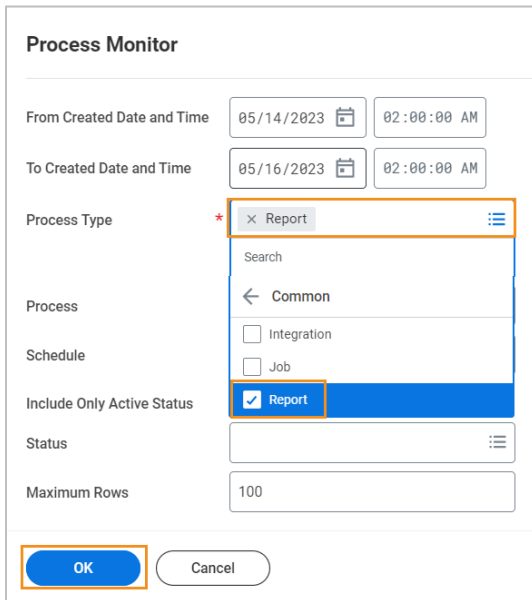 Process Monitor
From Created Date and Time 05/14/2023 02:00:00 AM
To Created Date and Time 05/16/2023 02:00:00 AM
Process Type * × Report
Search
Process ← Common
Integration
Schedule Job
Include Only Active Status Report
Status
Maximum Rows 100
OK Cancel